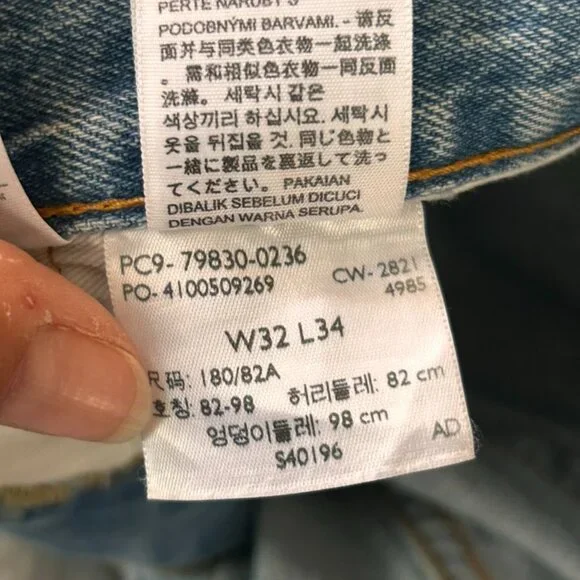 PERTE NARUBY S
PODOBNÝMI BARVAMI. - 请反
面并与同类色衣物一起洗涤
。需和相似色衣物一同反面
洗滌。세탁시 같은
색상끼리 하십시오. 세탁시
옷을 뒤집을 것. 同じ色東と
一緒に製品を裏返して洗っ
てください。 PAKAIAN
DIBALIK SEBELUM DICUCI
DENGAN WARNA SERUPA.
PC9- 79830-0236
PO- 4100509269
CW- 2821
4985
W32 L34
尺码: 180/82A
호칭: 82-98
허리둘레: 82 cm
엉덩이둘레: 98 cm
S40196
AD